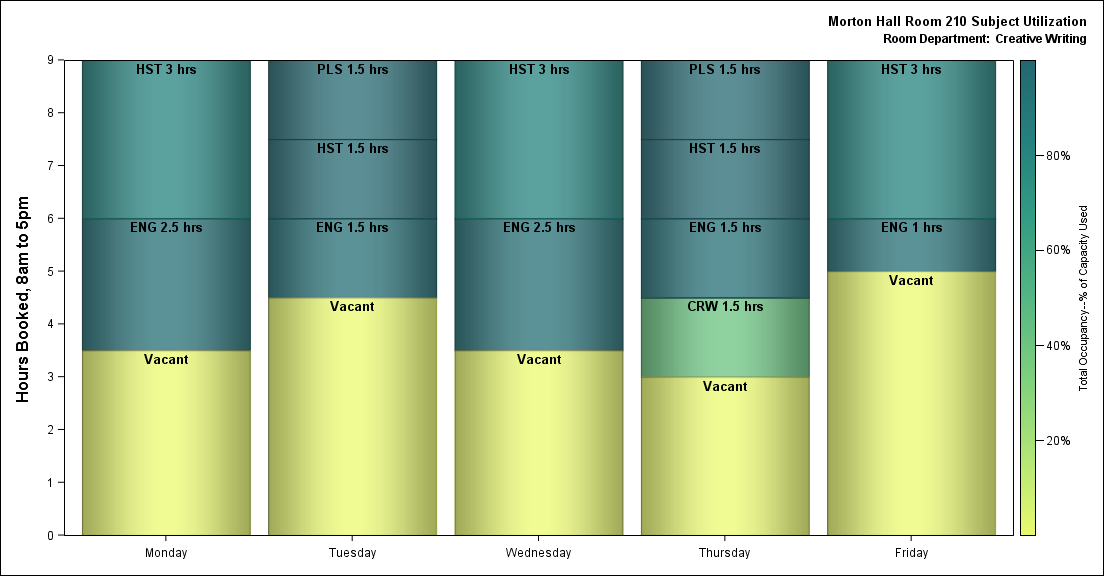 Morton Hall Room 210 Subject Utilization
Room Department: Creative Writing
Hours Booked, 8am to 5pm
9
8
7
6
5
4
3
2
1
0
HST 3 hrs
ENG 2.5 hrs
Vacant
Monday
PLS 1.5 hrs
HST 1.5 hrs
ENG 1.5 hrs
Vacant
Tuesday
HST 3 hrs
ENG 2.5 hrs
Vacant
Wednesday
PLS 1.5 hrs
HST 1.5 hrs
ENG 1.5 hrs
CRW 1.5 hrs
Vacant
Thursday
HST 3 hrs
ENG 1 hrs
Vacant
Friday
80%
60%
40%
20%
Total Occupancy--% of Capacity Used